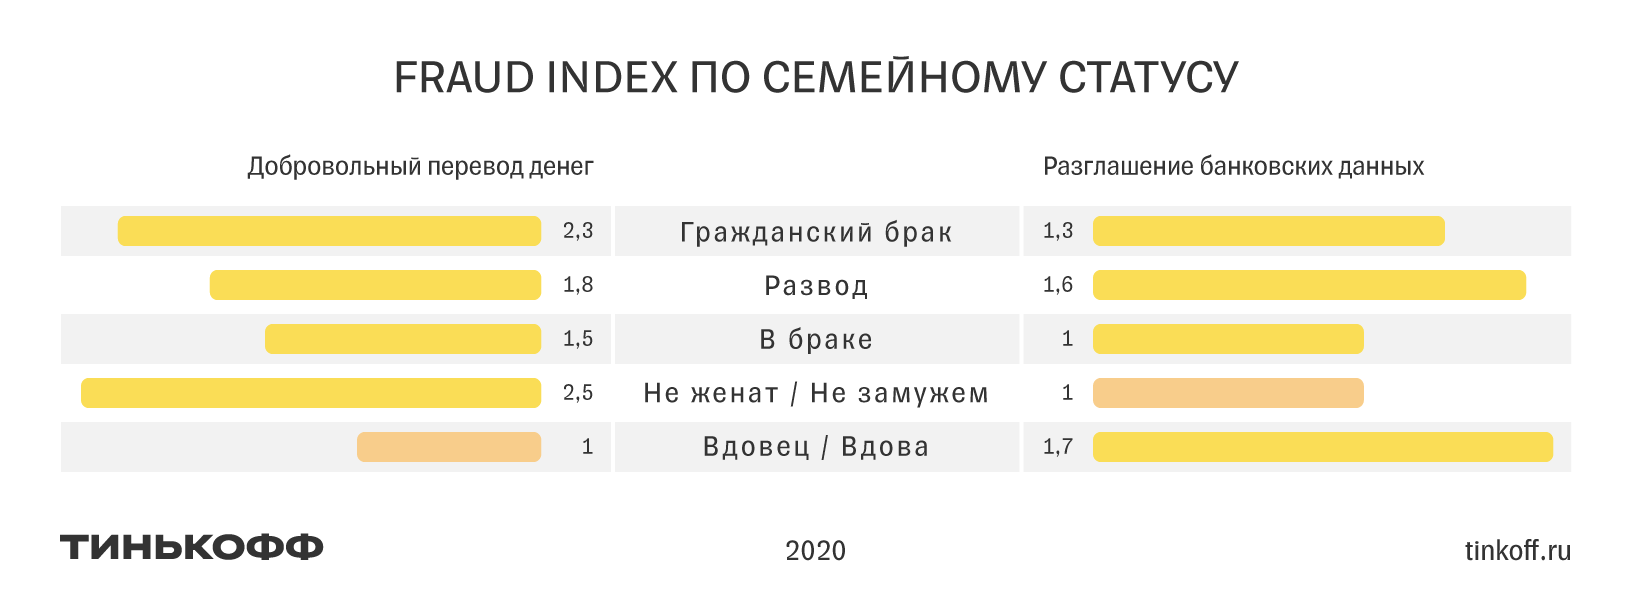 FRAUD INDEX ПО СЕМЕЙНОМУ СТАТУСУ
Добровольный перевод денег Разглашение банковских данных
2,3 Гражданский брак 1,3
1,8 Развод 1,6
1,5 В браке 1
2,5 Не женат / Не замужем 1
1 Вдовец / Вдова 1,7
ТИНЬКОФФ 2020 tinkoff.ru